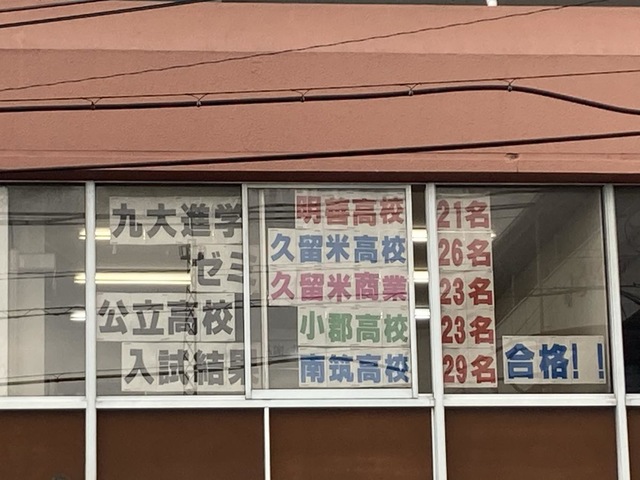 九大進学
ゼミ
公立高校
入試結果
明善高校 21名
久留米高校 26名
久留米商業 23名
小郡高校 23名
南筑高校 29名
合格!!